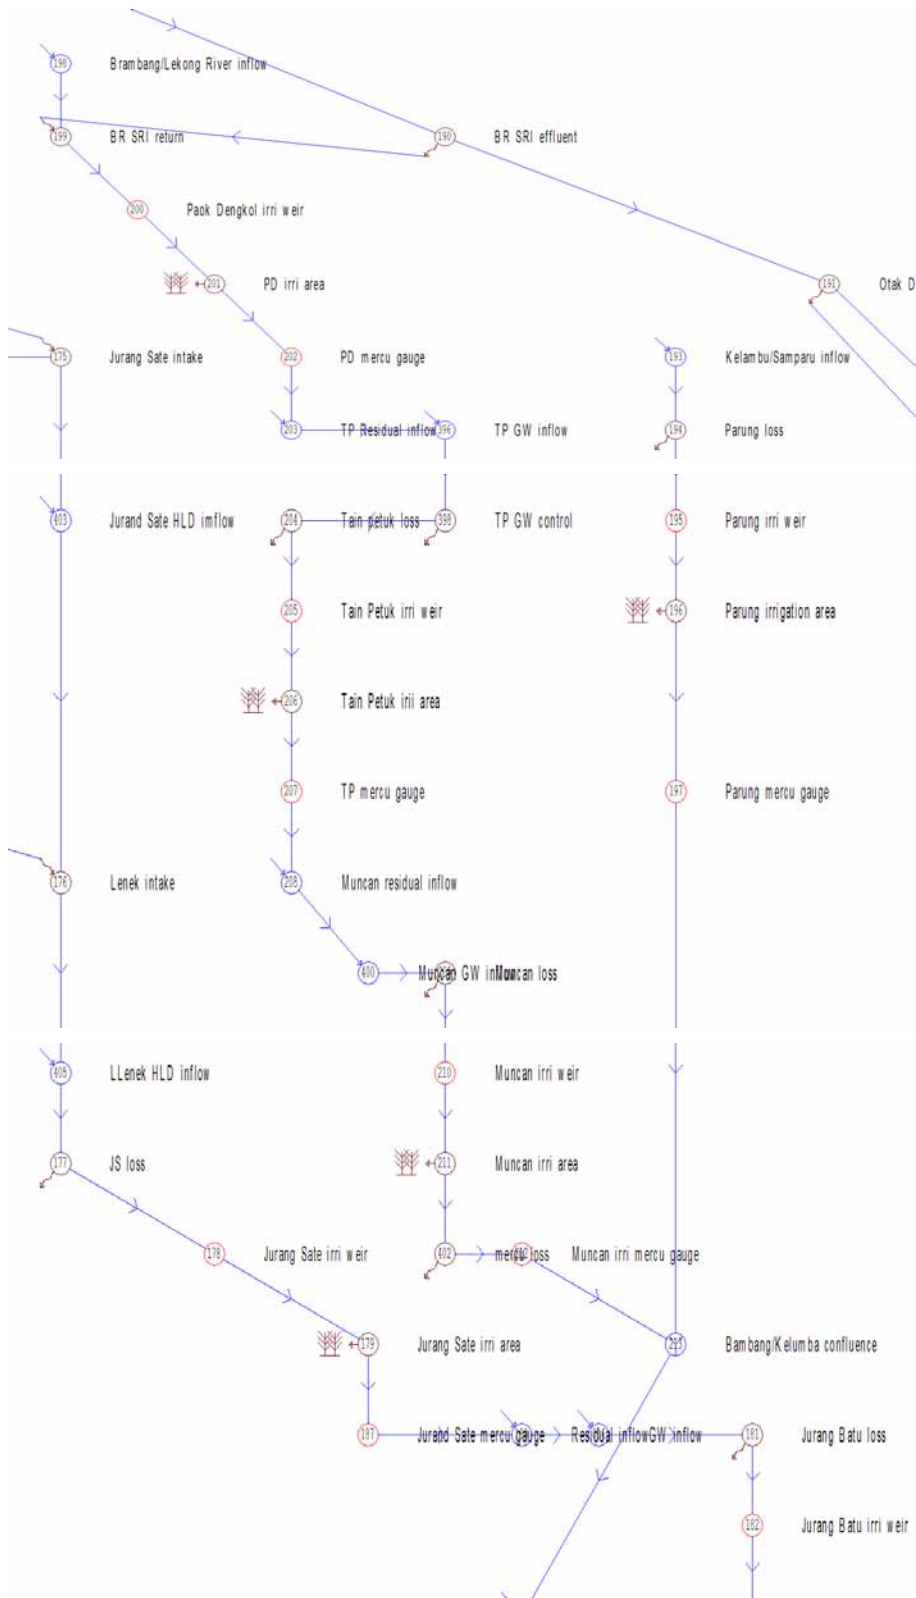 198 Brambang/Lekong River inflow
199 BR SRI return
190 BR SRI effluent
200 Paok Dengkol irri weir
201 PD irri area
191 Otak D
175 Jurang Sate intake
202 PD mercu gauge
193 Kelambu/Samparu inflow
203 TP Residual inflow
396 TP GW inflow
194 Parung loss
403 Jurand Sate HLD imflow
204 Tain petuk loss
398 TP GW control
195 Parung irri weir
205 Tain Petuk irri weir
196 Parung irrigation area
206 Tain Petuk irii area
207 TP mercu gauge
197 Parung mercu gauge
176 Lenek intake
208 Muncan residual inflow
400 Muncan GW inflow
Muncan loss
405 LLenek HLD inflow
210 Muncan irri weir
177 JS loss
211 Muncan irri area
178 Jurang Sate irri weir
402 mercu loss
Muncan irri mercu gauge
179 Jurang Sate irri area
213 Bambang/Kelumba confluence
187 Jurand Sate mercu gauge
Residual inflow
GW inflow
181 Jurang Batu loss
182 Jurang Batu irri weir